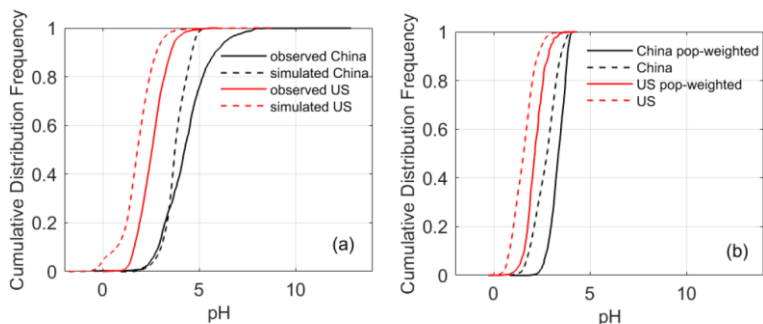 1
0.8
0.6
0.4
0.2
0
Cumulative Distribution Frequency
observed China
simulated China
observed US
simulated US
(a)
0
5
10
pH
1
0.8
0.6
0.4
0.2
0
Cumulative Distribution Frequency
China pop-weighted
China
US pop-weighted
US
(b)
0
5
10
pH